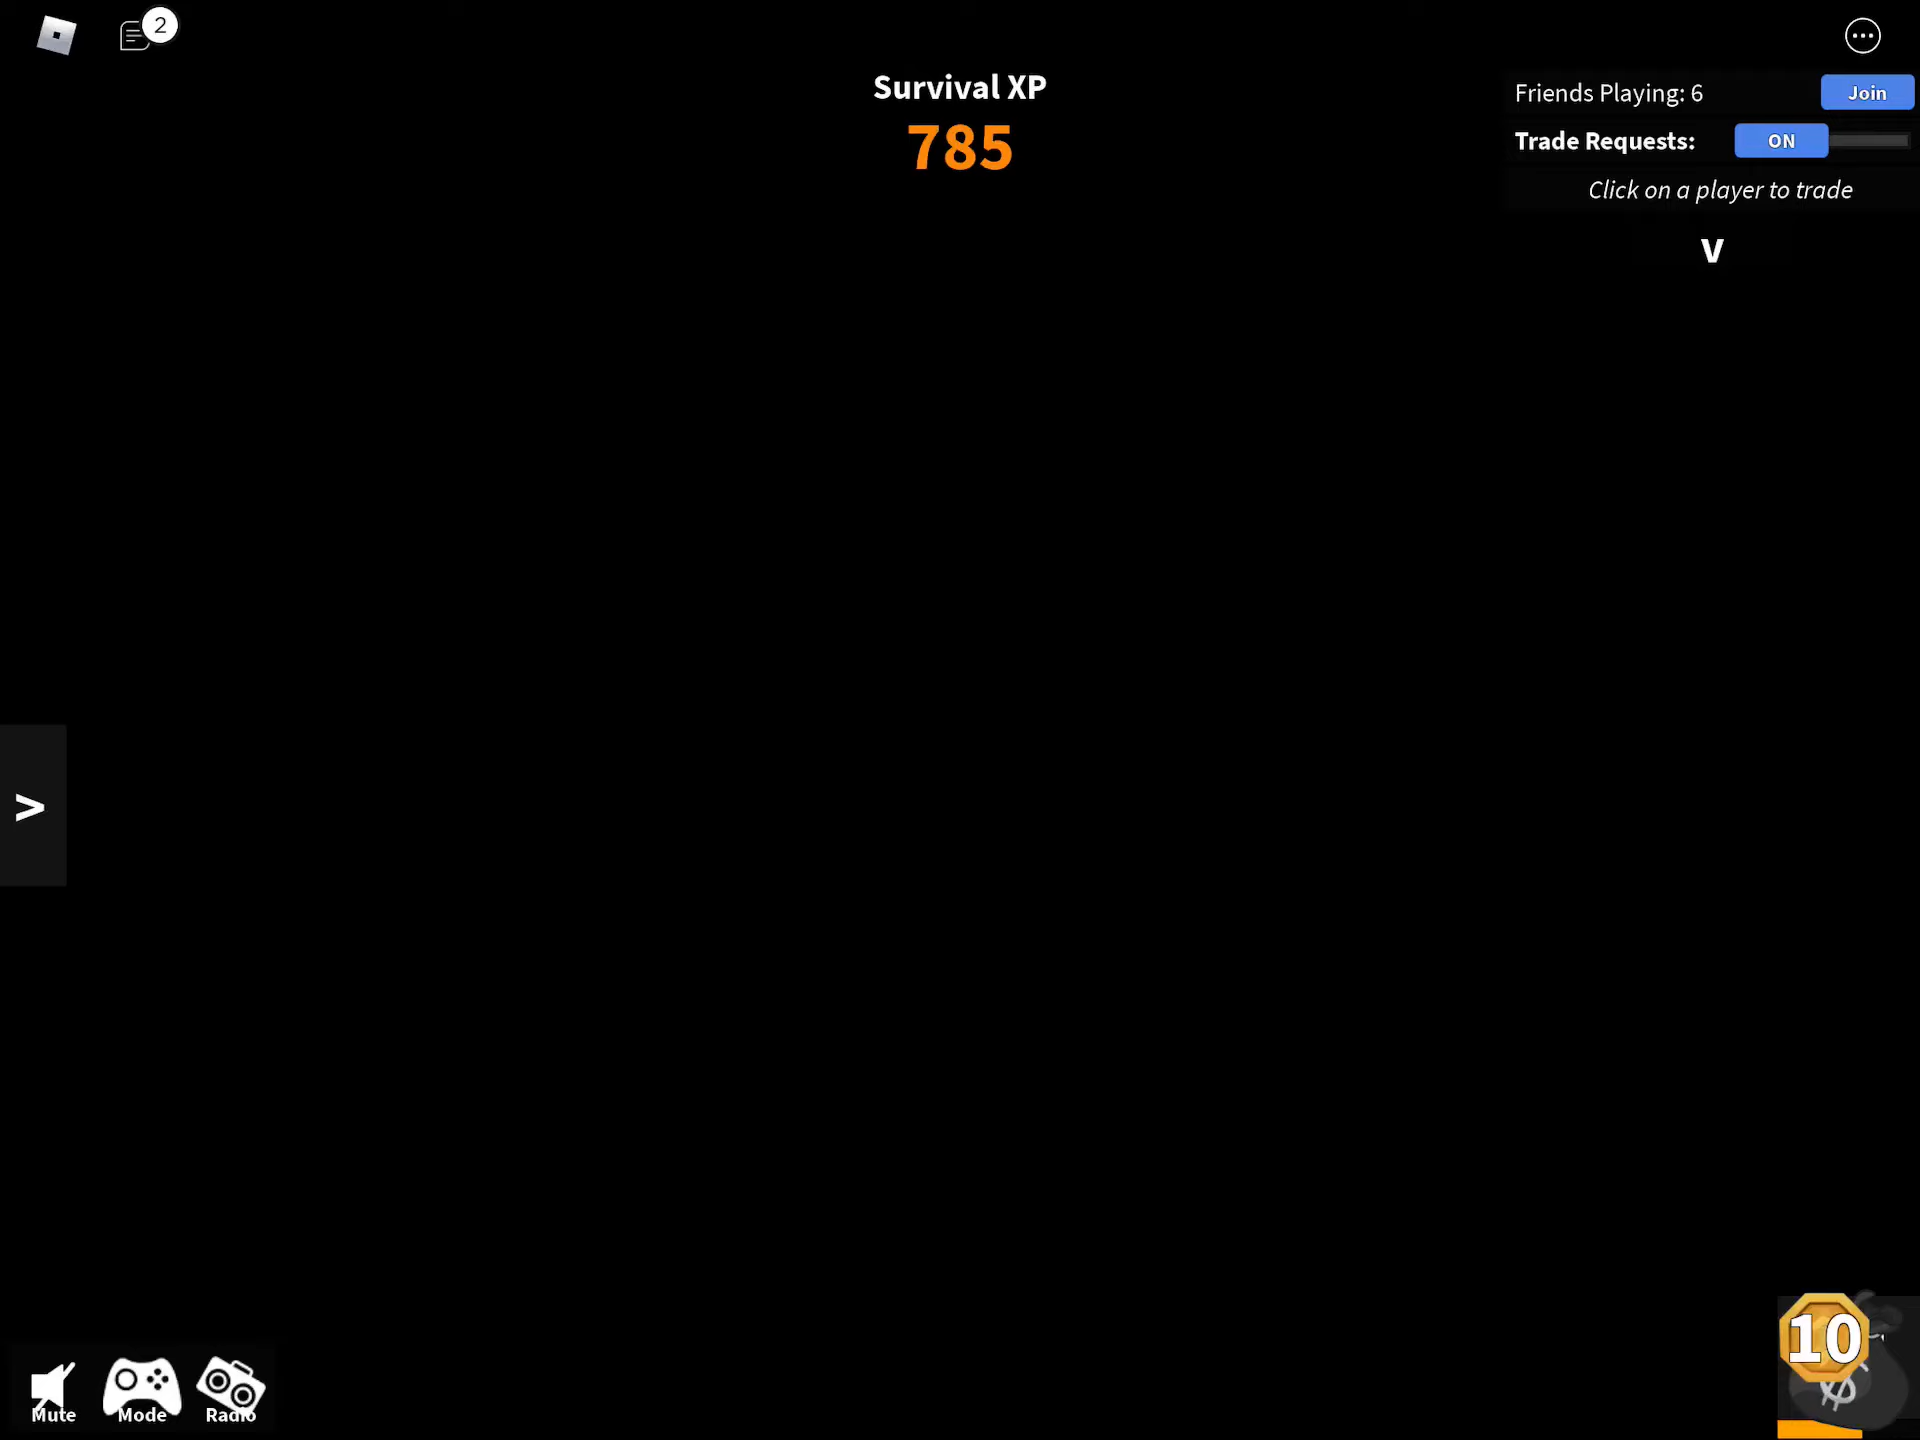 2
Survival XP
785
Friends Playing: 6
Join
Trade Requests:
ON
Click on a player to trade
V
>
Mute
Mode
Radio
10
$